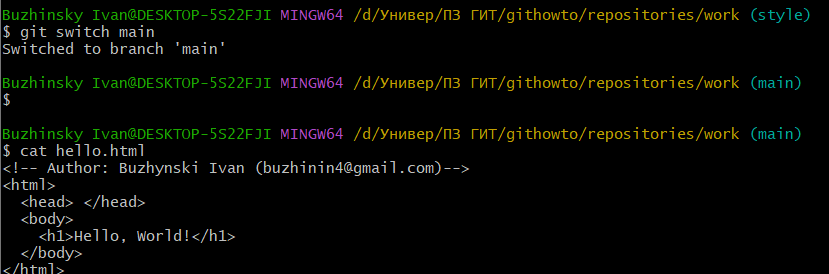 Buzhinsky Ivan@DESKTOP-5S22FJI MINGW64 /d/Универ/ПЗ ГИТ/githowto/repositories/work (style)
$ git switch main
Switched to branch 'main'
Buzhinsky Ivan@DESKTOP-5S22FJI MINGW64 /d/Универ/ПЗ ГИТ/githowto/repositories/work (main)
$
Buzhinsky Ivan@DESKTOP-5S22FJI MINGW64 /d/Универ/ПЗ ГИТ/githowto/repositories/work (main)
$ cat hello.html
<!-- Author: Buzhynski Ivan (buzhinin4@gmail.com)-->
<html>
  <head> </head>
  <body>
    <h1>Hello, World!</h1>
  </body>
</html>